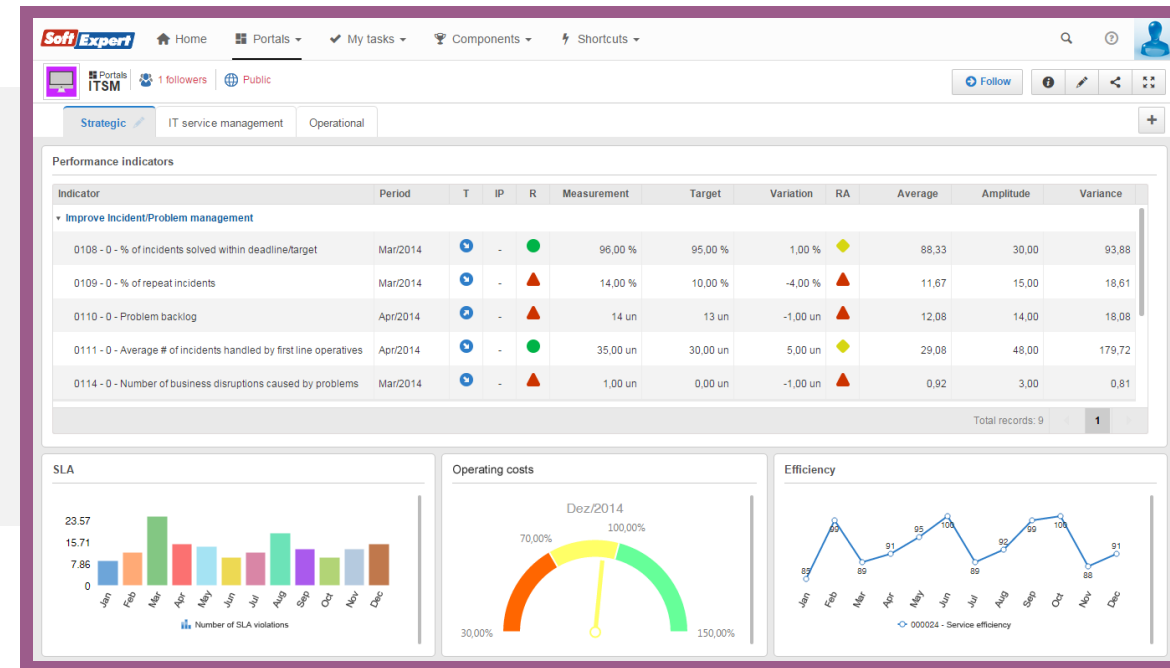 SoftExpert Home Portals My tasks Components Shortcuts
Portals
ITSM 1 followers Public Follow
Strategic IT service management Operational
Performance indicators
Indicator Period T IP R Measurement Target Variation RA Average Amplitude Variance
Improve Incident/Problem management
0108 - 0 - % of incidents solved within deadline/target Mar/2014 - 96,00 % 95,00 % 1,00 % 88,33 30,00 93,88
0109 - 0 - % of repeat incidents Mar/2014 - 14,00 % 10,00 % -4,00 % 11,67 15,00 18,61
0110 - 0 - Problem backlog Apr/2014 - 14 un 13 un -1,00 un 12,08 14,00 18,08
0111 - 0 - Average # of incidents handled by first line operatives Apr/2014 - 35,00 un 30,00 un 5,00 un 29,08 48,00 179,72
0114 - 0 - Number of business disruptions caused by problems Mar/2014 - 1,00 un 0,00 un -1,00 un 0,92 3,00 0,81
Total records: 9 1
SLA
23.57
15.71
7.86
0
Jan Feb Mar Apr May Jun Jul Aug Sep Oct Nov Dec
Number of SLA violations
Operating costs
Dez/2014
100,00%
70,00%
30,00% 150,00%
Efficiency
85 99 89 91 95 100 89 92 99 100 88 91
Jan Feb Mar Apr May Jun Jul Aug Sep Oct Nov Dec
000024 - Service efficiency